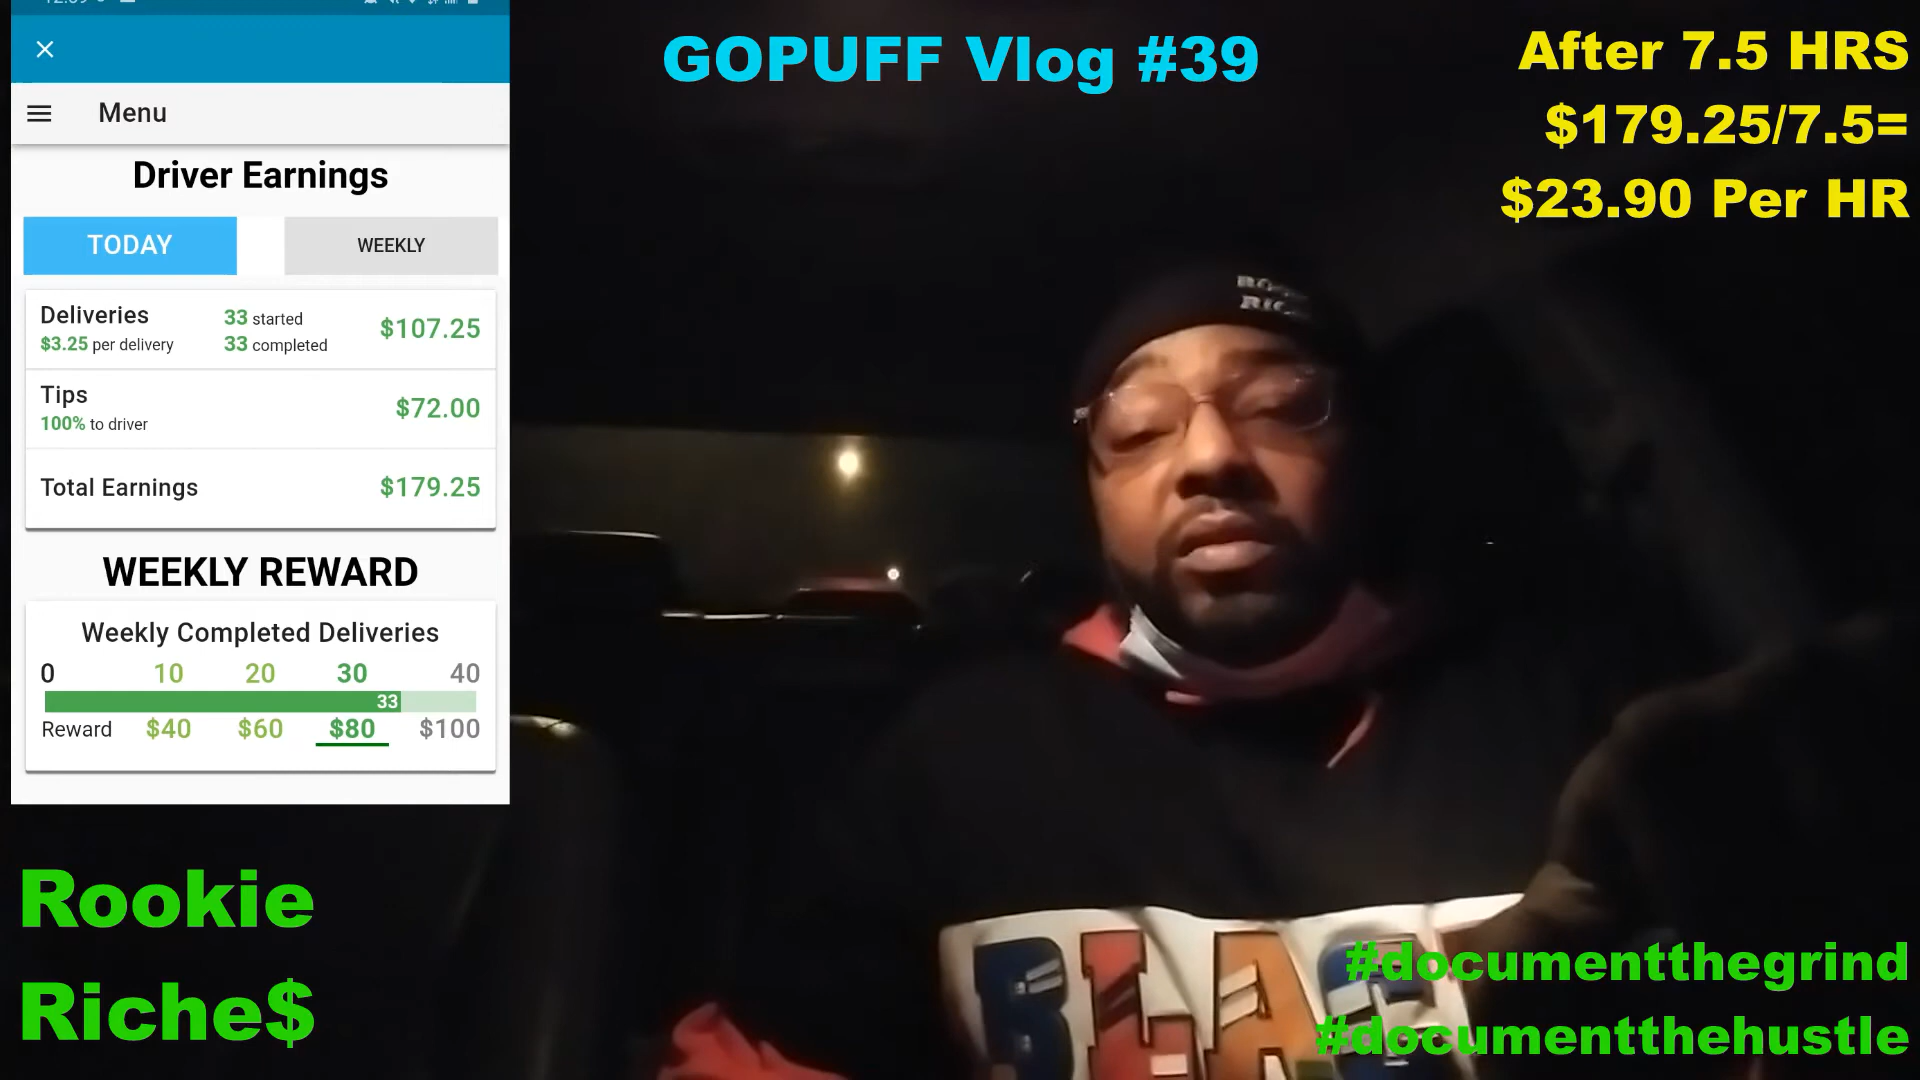 GOPUFF Vlog #39
After 7.5 HRS
$179.25/7.5=
$23.90 Per HR
Menu
Driver Earnings
TODAY WEEKLY
Deliveries 33 started $107.25
$3.25 per delivery 33 completed
Tips $72.00
100% to driver
Total Earnings $179.25
WEEKLY REWARD
Weekly Completed Deliveries
0 10 20 30 40
33
Reward $40 $60 $80 $100
Rookie
Riche$
#documentthegrind
#documentthehustle